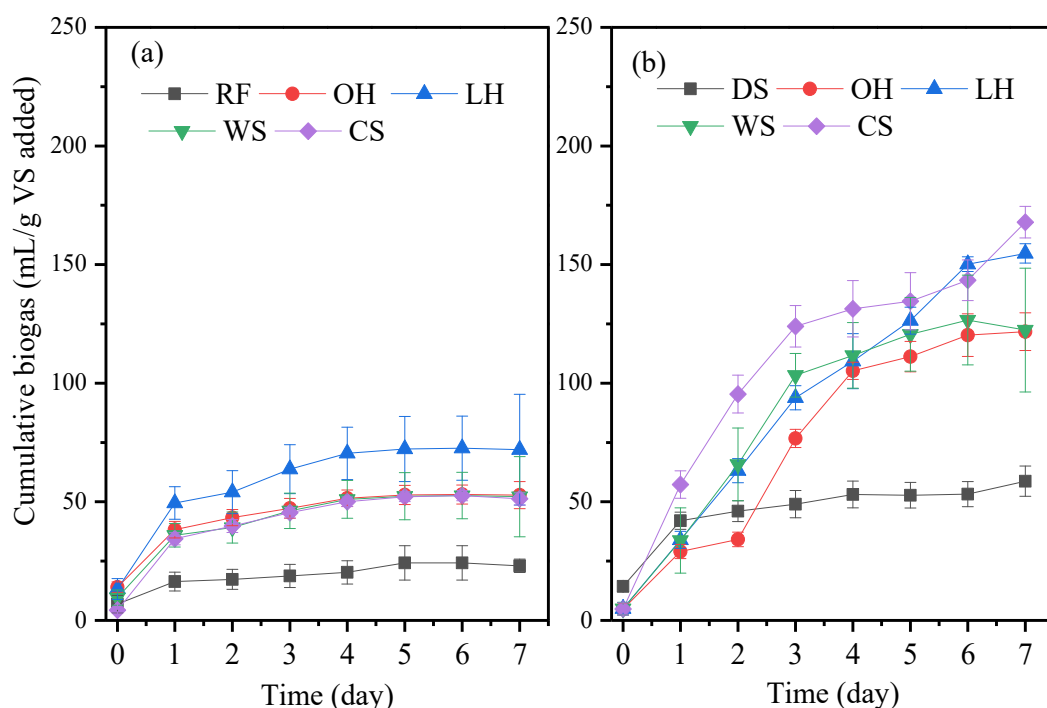 Cumulative biogas (mL/g VS added)
(a)
RF OH LH
WS CS
250
200
150
100
50
0
0 1 2 3 4 5 6 7
Time (day)
(b)
DS OH LH
WS CS
250
200
150
100
50
0
0 1 2 3 4 5 6 7
Time (day)